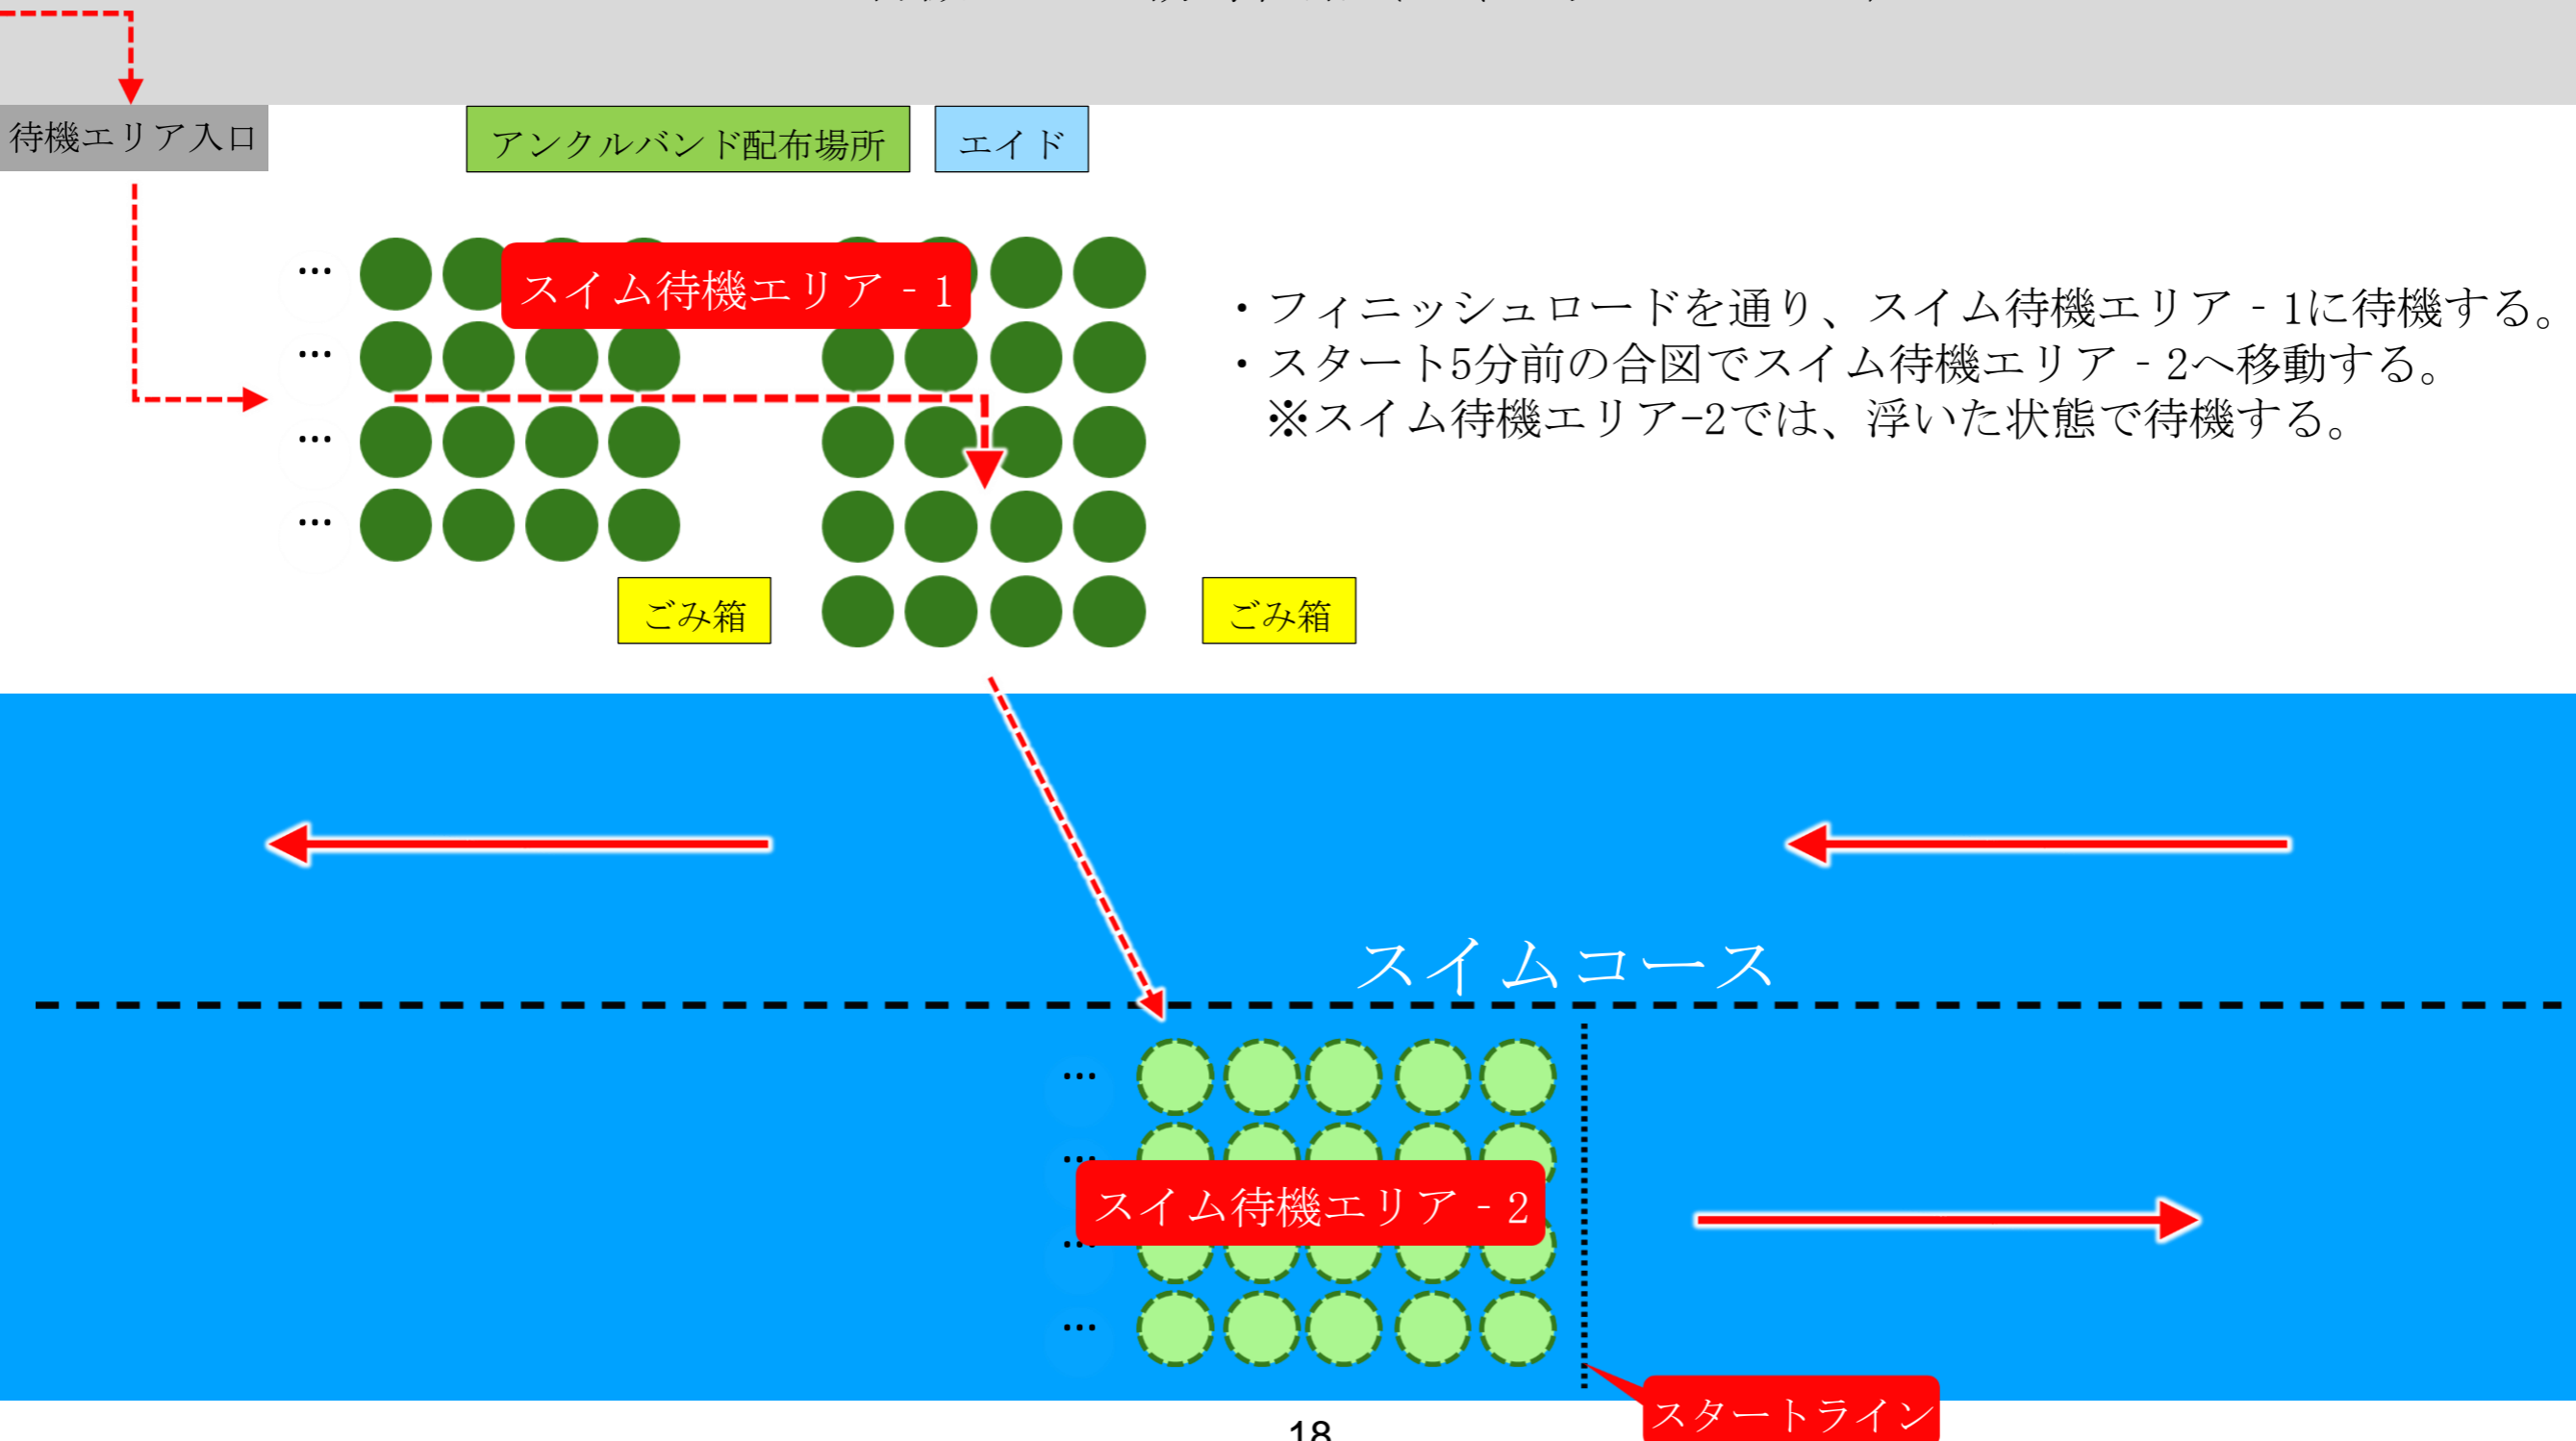 待機エリア入口
アンクルバンド配布場所
エイド
スイム待機エリア‐1
・フィニッシュロードを通り、スイム待機エリア‐1に待機する。
・スタート5分前の合図でスイム待機エリア‐2へ移動する。
※スイム待機エリア-2では、浮いた状態で待機する。
…
…
…
…
ごみ箱
ごみ箱
スイムコース
…
…
スイム待機エリア‐2
…
…
スタートライン
18